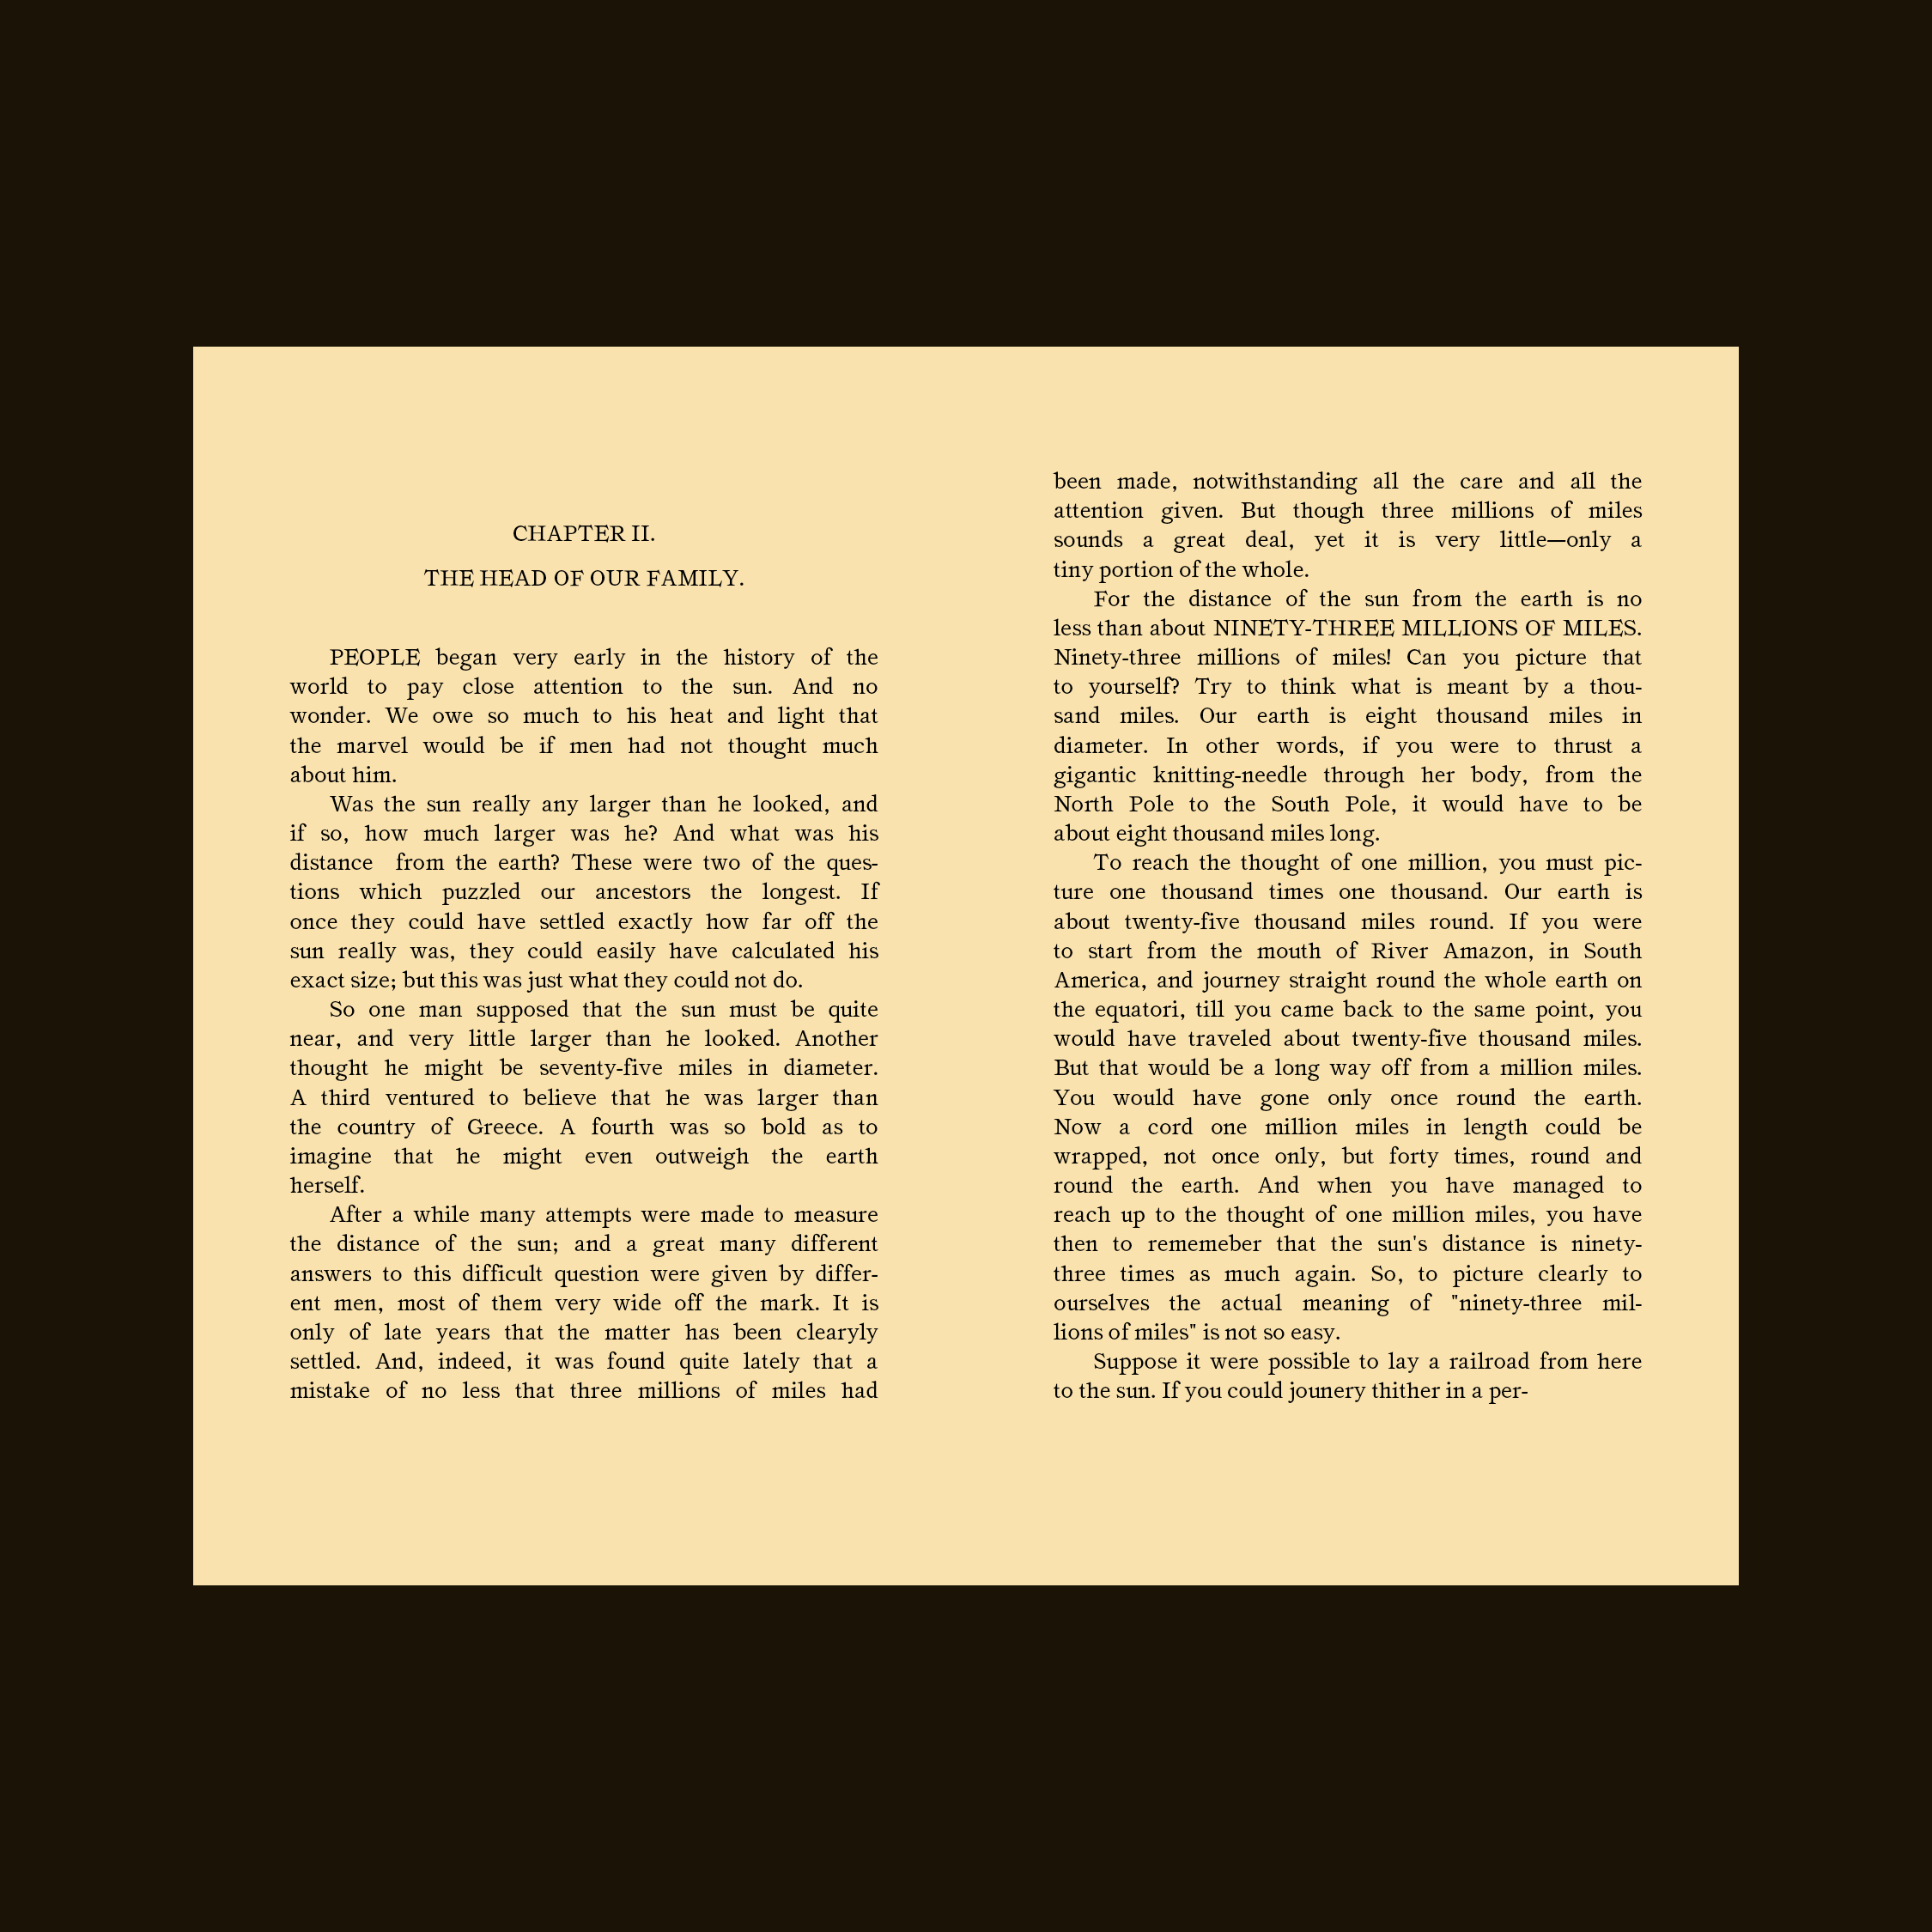 CHAPTER II.
THE HEAD OF OUR FAMILY.
PEOPLE began very early in the history of the
world to pay close attention to the sun. And no
wonder. We owe so much to his heat and light that
the marvel would be if men had not thought much
about him.
Was the sun really any larger than he looked, and
if so, how much larger was he? And what was his
distance from the earth? These were two of the ques-
tions which puzzled our ancestors the longest. If
once they could have settled exactly how far off the
sun really was, they could easily have calculated his
exact size; but this was just what they could not do.
So one man supposed that the sun must be quite
near, and very little larger than he looked. Another
thought he might be seventy-five miles in diameter.
A third ventured to believe that he was larger than
the country of Greece. A fourth was so bold as to
imagine that he might even outweigh the earth
herself.
After a while many attempts were made to measure
the distance of the sun; and a great many different
answers to this difficult question were given by differ-
ent men, most of them very wide off the mark. It is
only of late years that the matter has been clearyly
settled. And, indeed, it was found quite lately that a
mistake of no less that three millions of miles had
been made, notwithstanding all the care and all the
attention given. But though three millions of miles
sounds a great deal, yet it is very little—only a
tiny portion of the whole.
For the distance of the sun from the earth is no
less than about NINETY-THREE MILLIONS OF MILES.
Ninety-three millions of miles! Can you picture that
to yourself? Try to think what is meant by a thou-
sand miles. Our earth is eight thousand miles in
diameter. In other words, if you were to thrust a
gigantic knitting-needle through her body, from the
North Pole to the South Pole, it would have to be
about eight thousand miles long.
To reach the thought of one million, you must pic-
ture one thousand times one thousand. Our earth is
about twenty-five thousand miles round. If you were
to start from the mouth of River Amazon, in South
America, and journey straight round the whole earth on
the equatori, till you came back to the same point, you
would have traveled about twenty-five thousand miles.
But that would be a long way off from a million miles.
You would have gone only once round the earth.
Now a cord one million miles in length could be
wrapped, not once only, but forty times, round and
round the earth. And when you have managed to
reach up to the thought of one million miles, you have
then to rememeber that the sun's distance is ninety-
three times as much again. So, to picture clearly to
ourselves the actual meaning of "ninety-three mil-
lions of miles" is not so easy.
Suppose it were possible to lay a railroad from here
to the sun. If you could jounery thither in a per-